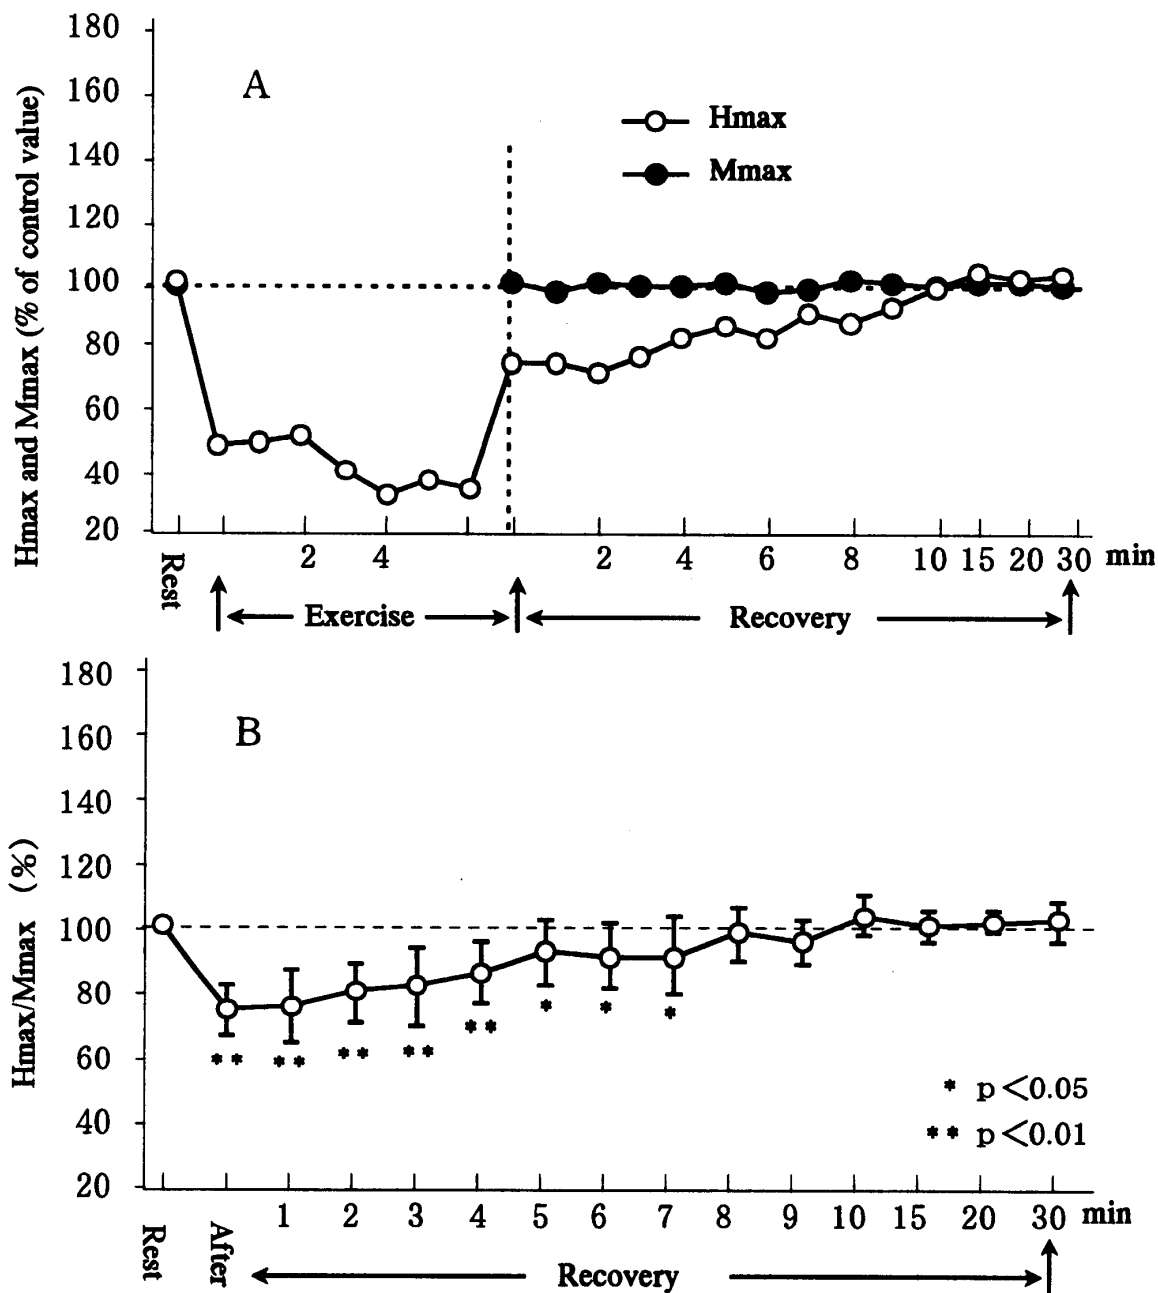 180
160
140
120
100
80
60
40
20
Hmax and Mmax (% of control value)
A
Hmax
Mmax
Rest 2 4 2 4 6 8 10 15 20 30 min
Exercise Recovery
180
160
140
120
100
80
60
40
20
Hmax/Mmax (%)
B
** ** ** ** ** * * *
* p<0.05
** p<0.01
Rest After 1 2 3 4 5 6 7 8 9 10 15 20 30 min
Recovery